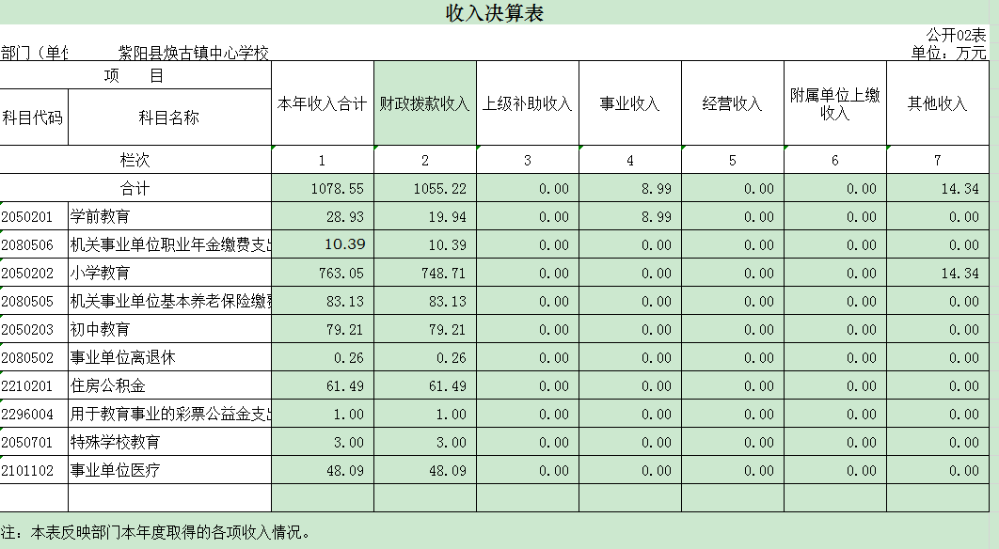 收入决算表
公开02表
部门（单位 紫阳县焕古镇中心学校 单位：万元
项 目 本年收入合计 财政拨款收入 上级补助收入 事业收入 经营收入 附属单位上缴收入 其他收入
科目代码 科目名称
栏次 1 2 3 4 5 6 7
合计 1078.55 1055.22 0.00 8.99 0.00 0.00 14.34
2050201 学前教育 28.93 19.94 0.00 8.99 0.00 0.00 0.00
2080506 机关事业单位职业年金缴费支出 10.39 10.39 0.00 0.00 0.00 0.00 0.00
2050202 小学教育 763.05 748.71 0.00 0.00 0.00 0.00 14.34
2080505 机关事业单位基本养老保险缴费 83.13 83.13 0.00 0.00 0.00 0.00 0.00
2050203 初中教育 79.21 79.21 0.00 0.00 0.00 0.00 0.00
2080502 事业单位离退休 0.26 0.26 0.00 0.00 0.00 0.00 0.00
2210201 住房公积金 61.49 61.49 0.00 0.00 0.00 0.00 0.00
2296004 用于教育事业的彩票公益金支出 1.00 1.00 0.00 0.00 0.00 0.00 0.00
2050701 特殊学校教育 3.00 3.00 0.00 0.00 0.00 0.00 0.00
2101102 事业单位医疗 48.09 48.09 0.00 0.00 0.00 0.00 0.00
注：本表反映部门本年度取得的各项收入情况。